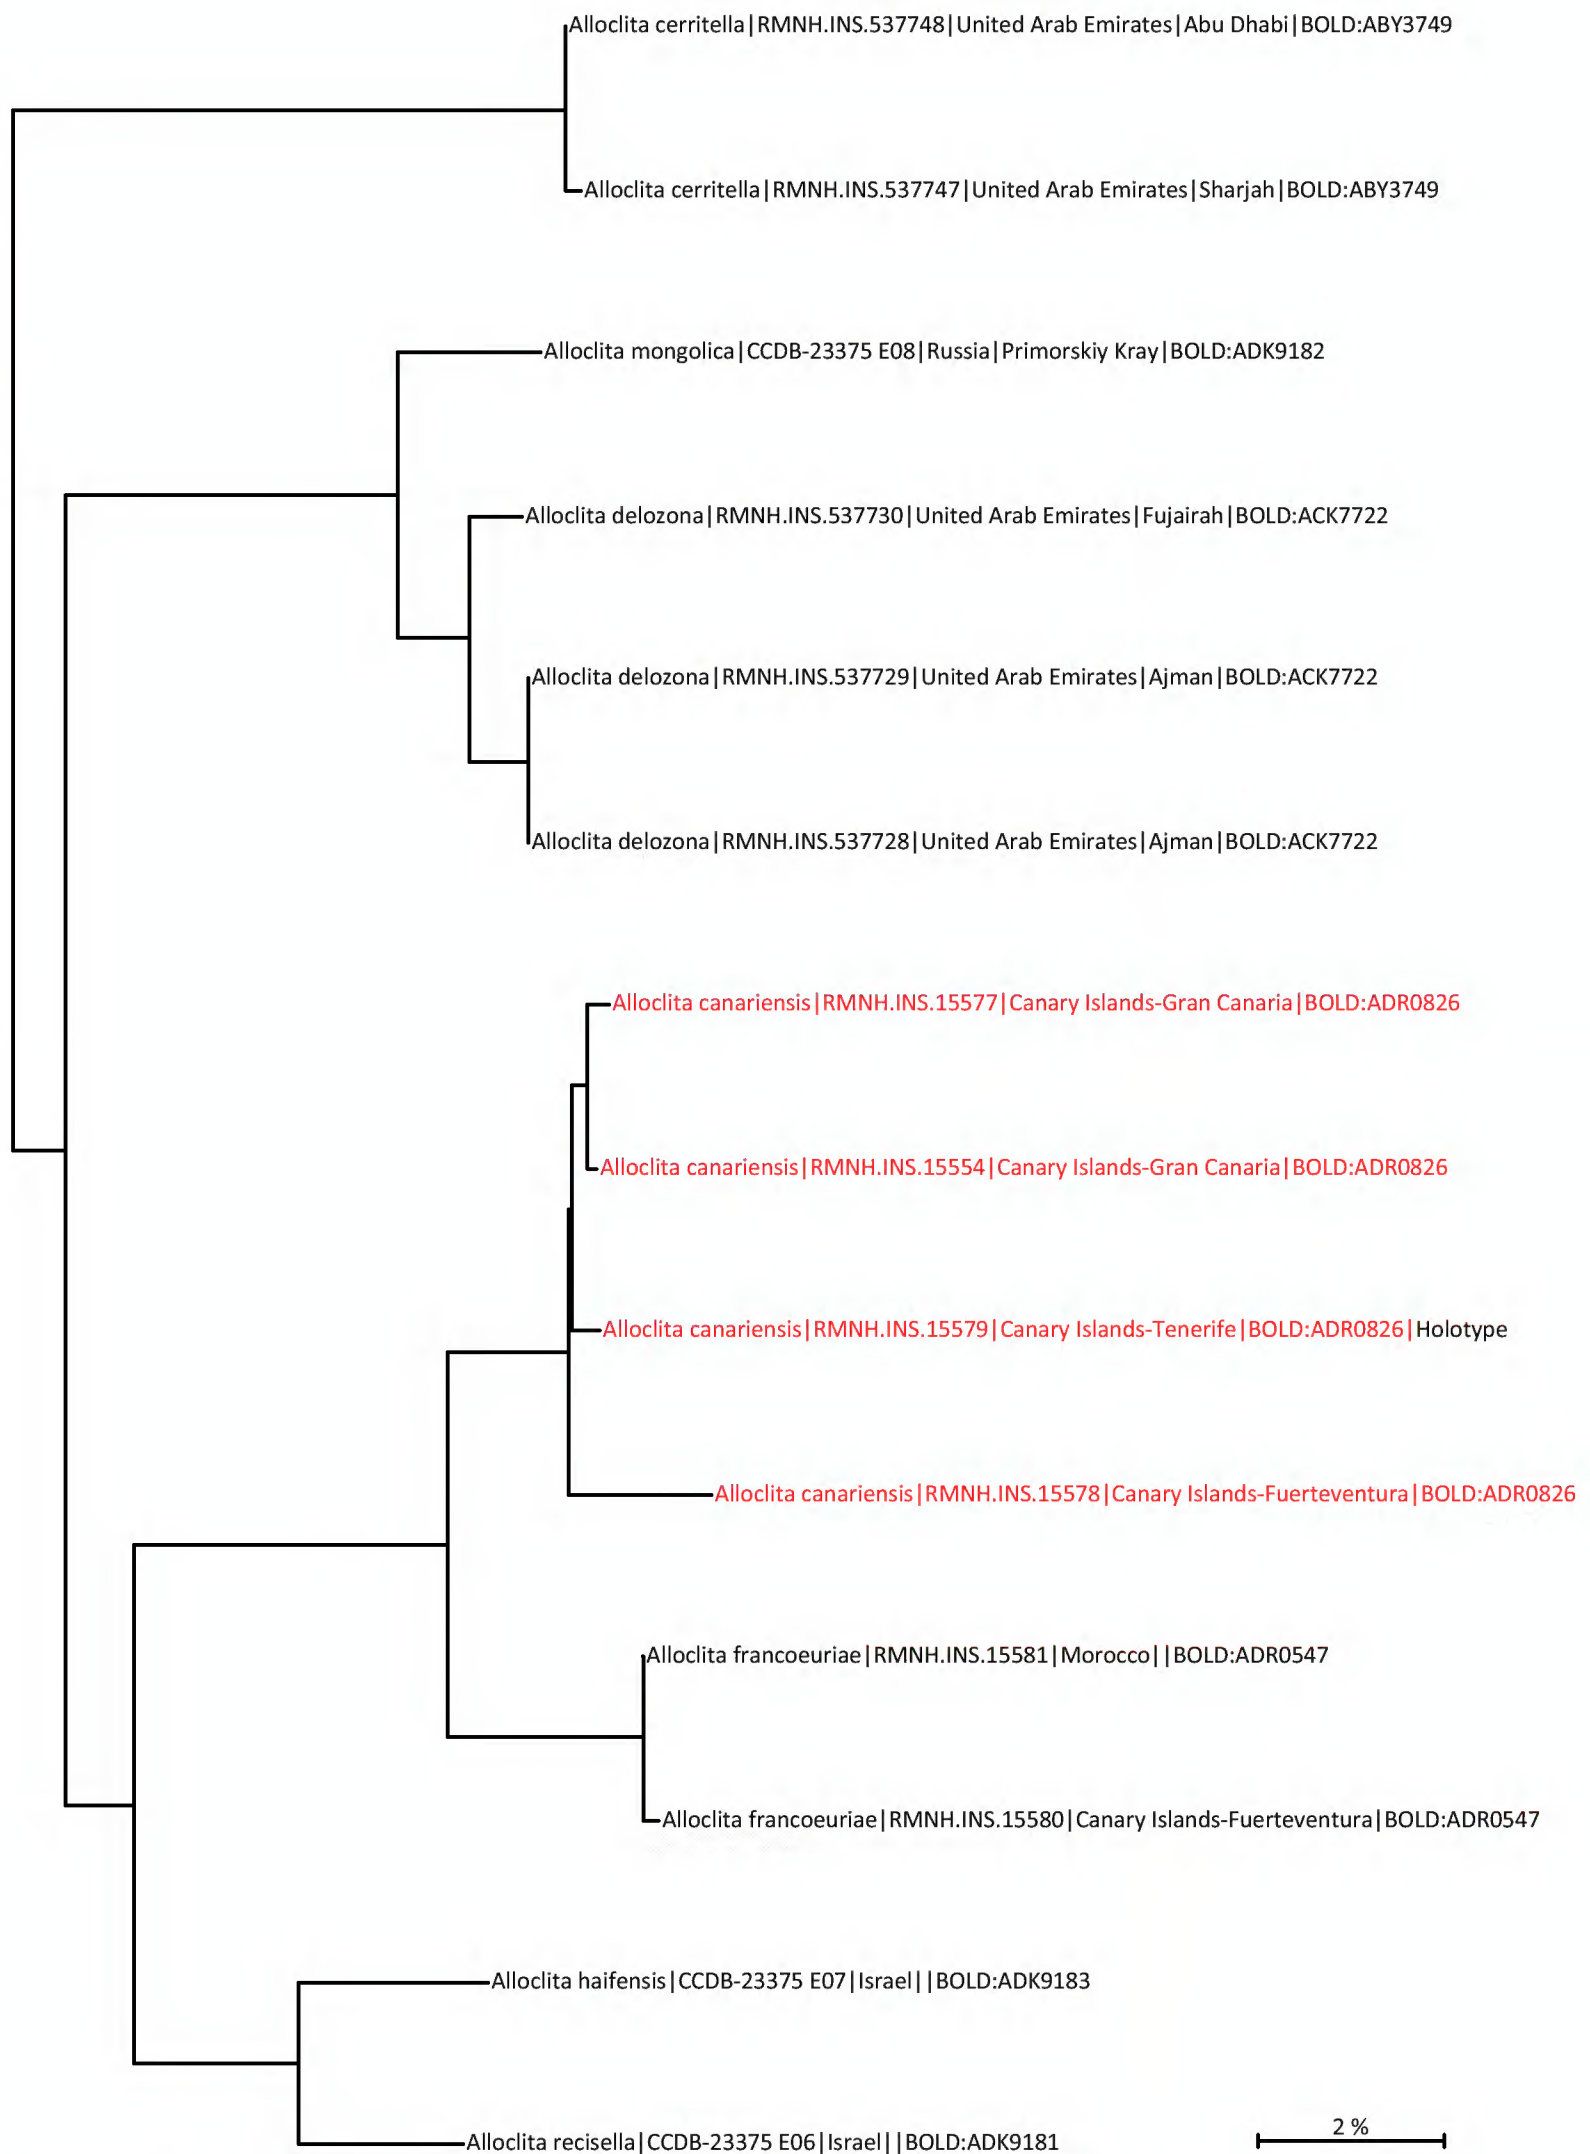 Alloclita cerritella|RMNH.INS.537748|United Arab Emirates|Abu Dhabi|BOLD:ABY3749
Alloclita cerritella|RMNH.INS.537747|United Arab Emirates|Sharjah|BOLD:ABY3749
Alloclita mongolica|CCDB-23375 E08|Russia|Primorskiy Kray|BOLD:ADK9182
Alloclita delozona|RMNH.INS.537730|United Arab Emirates|Fujairah|BOLD:ACK7722
Alloclita delozona|RMNH.INS.537729|United Arab Emirates|Ajman|BOLD:ACK7722
Alloclita delozona|RMNH.INS.537728|United Arab Emirates|Ajman|BOLD:ACK7722
Alloclita canariensis|RMNH.INS.15577|Canary Islands-Gran Canaria|BOLD:ADR0826
Alloclita canariensis|RMNH.INS.15554|Canary Islands-Gran Canaria|BOLD:ADR0826
Alloclita canariensis|RMNH.INS.15579|Canary Islands-Tenerife|BOLD:ADR0826|Holotype
Alloclita canariensis|RMNH.INS.15578|Canary Islands-Fuerteventura|BOLD:ADR0826
Alloclita francoeuriae|RMNH.INS.15581|Morocco||BOLD:ADR0547
Alloclita francoeuriae|RMNH.INS.15580|Canary Islands-Fuerteventura|BOLD:ADR0547
Alloclita haifensis|CCDB-23375 E07|Israel||BOLD:ADK9183
Alloclita recisella|CCDB-23375 E06|Israel||BOLD:ADK9181
2 %